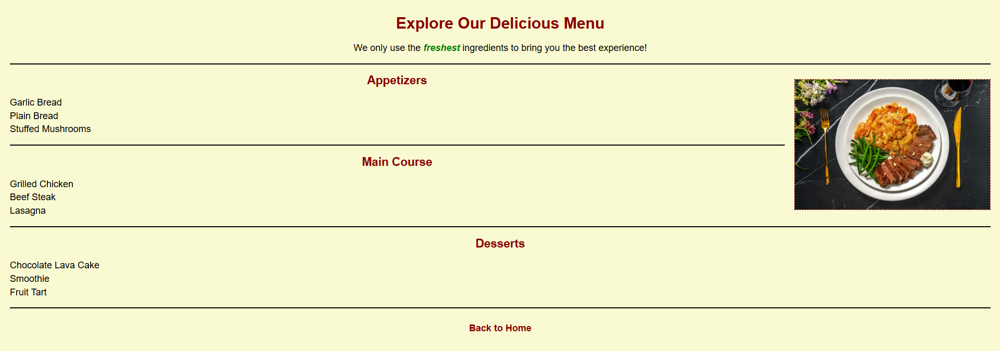 Explore Our Delicious Menu
We only use the freshest ingredients to bring you the best experience!
Appetizers
Garlic Bread
Plain Bread
Stuffed Mushrooms
Main Course
Grilled Chicken
Beef Steak
Lasagna
Desserts
Chocolate Lava Cake
Smoothie
Fruit Tart
Back to Home